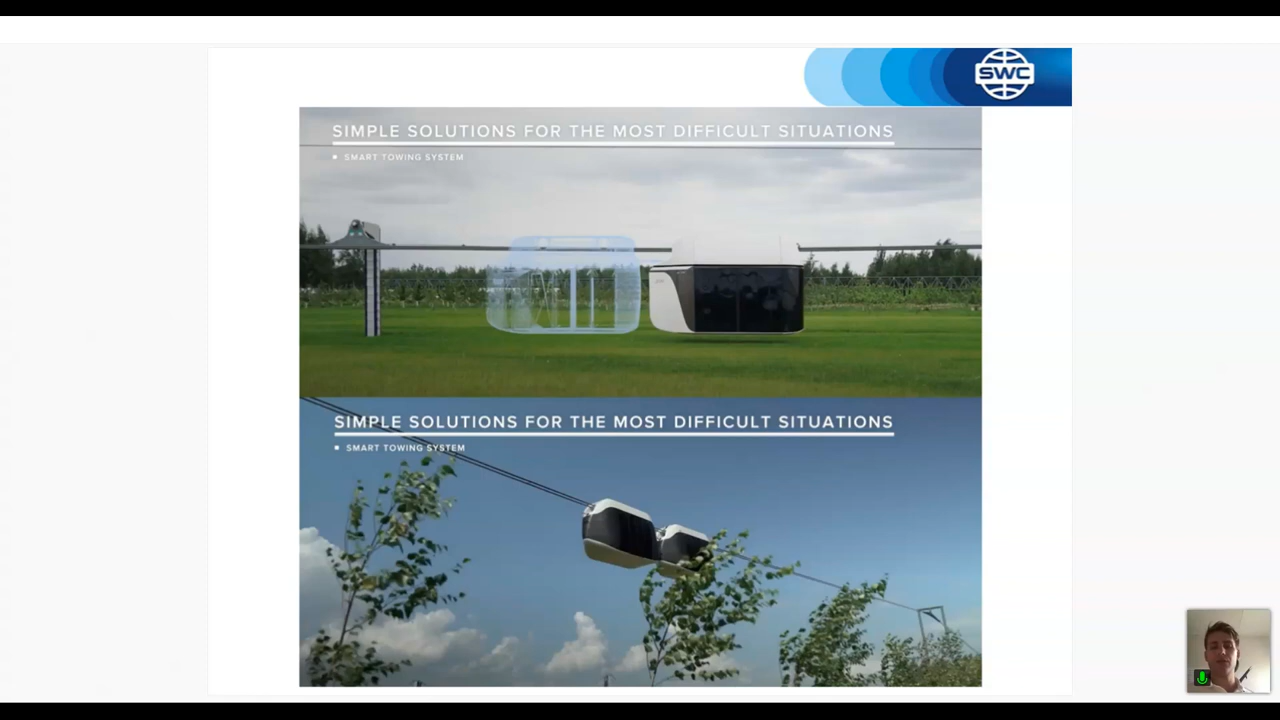 SWC
SIMPLE SOLUTIONS FOR THE MOST DIFFICULT SITUATIONS
SMART TOWING SYSTEM
SIMPLE SOLUTIONS FOR THE MOST DIFFICULT SITUATIONS
SMART TOWING SYSTEM